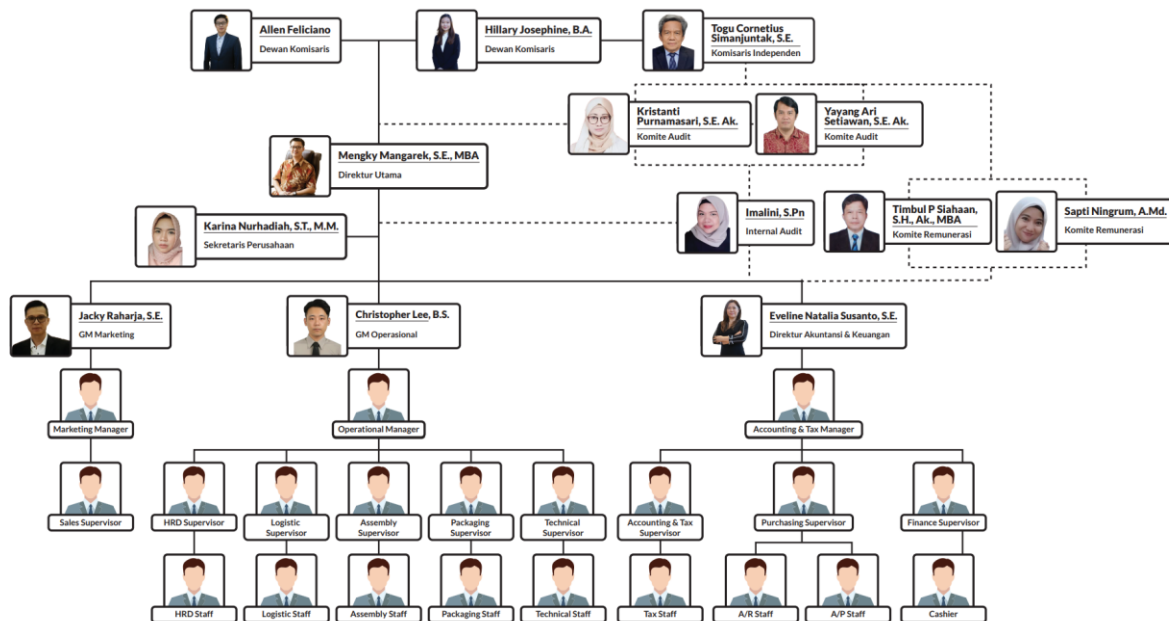 Allen Feliciano
Dewan Komisaris
Hillary Josephine, B.A.
Dewan Komisaris
Togu Cornetius
Simanjuntak, S.E.
Komisaris Independen
Kristanti
Purnamasari, S.E. Ak.
Komite Audit
Yayang Ari
Setiawan, S.E. Ak.
Komite Audit
Mengky Mangarek, S.E., MBA
Direktur Utama
Karina Nurhadiah, S.T., M.M.
Sekretaris Perusahaan
Imalini, S.Pn
Internal Audit
Timbul P Siahaan,
S.H., Ak., MBA
Komite Remunerasi
Sapti Ningrum, A.Md.
Komite Remunerasi
Jacky Raharja, S.E.
GM Marketing
Christopher Lee, B.S.
GM Operasional
Eveline Natalia Susanto, S.E.
Direktur Akuntansi & Keuangan
Marketing Manager
Operational Manager
Accounting & Tax Manager
Sales Supervisor
HRD Supervisor
Logistic
Supervisor
Assembly
Supervisor
Packaging
Supervisor
Technical
Supervisor
Accounting & Tax
Supervisor
Purchasing Supervisor
Finance Supervisor
HRD Staff
Logistic Staff
Assembly Staff
Packaging Staff
Technical Staff
Tax Staff
A/R Staff
A/P Staff
Cashier